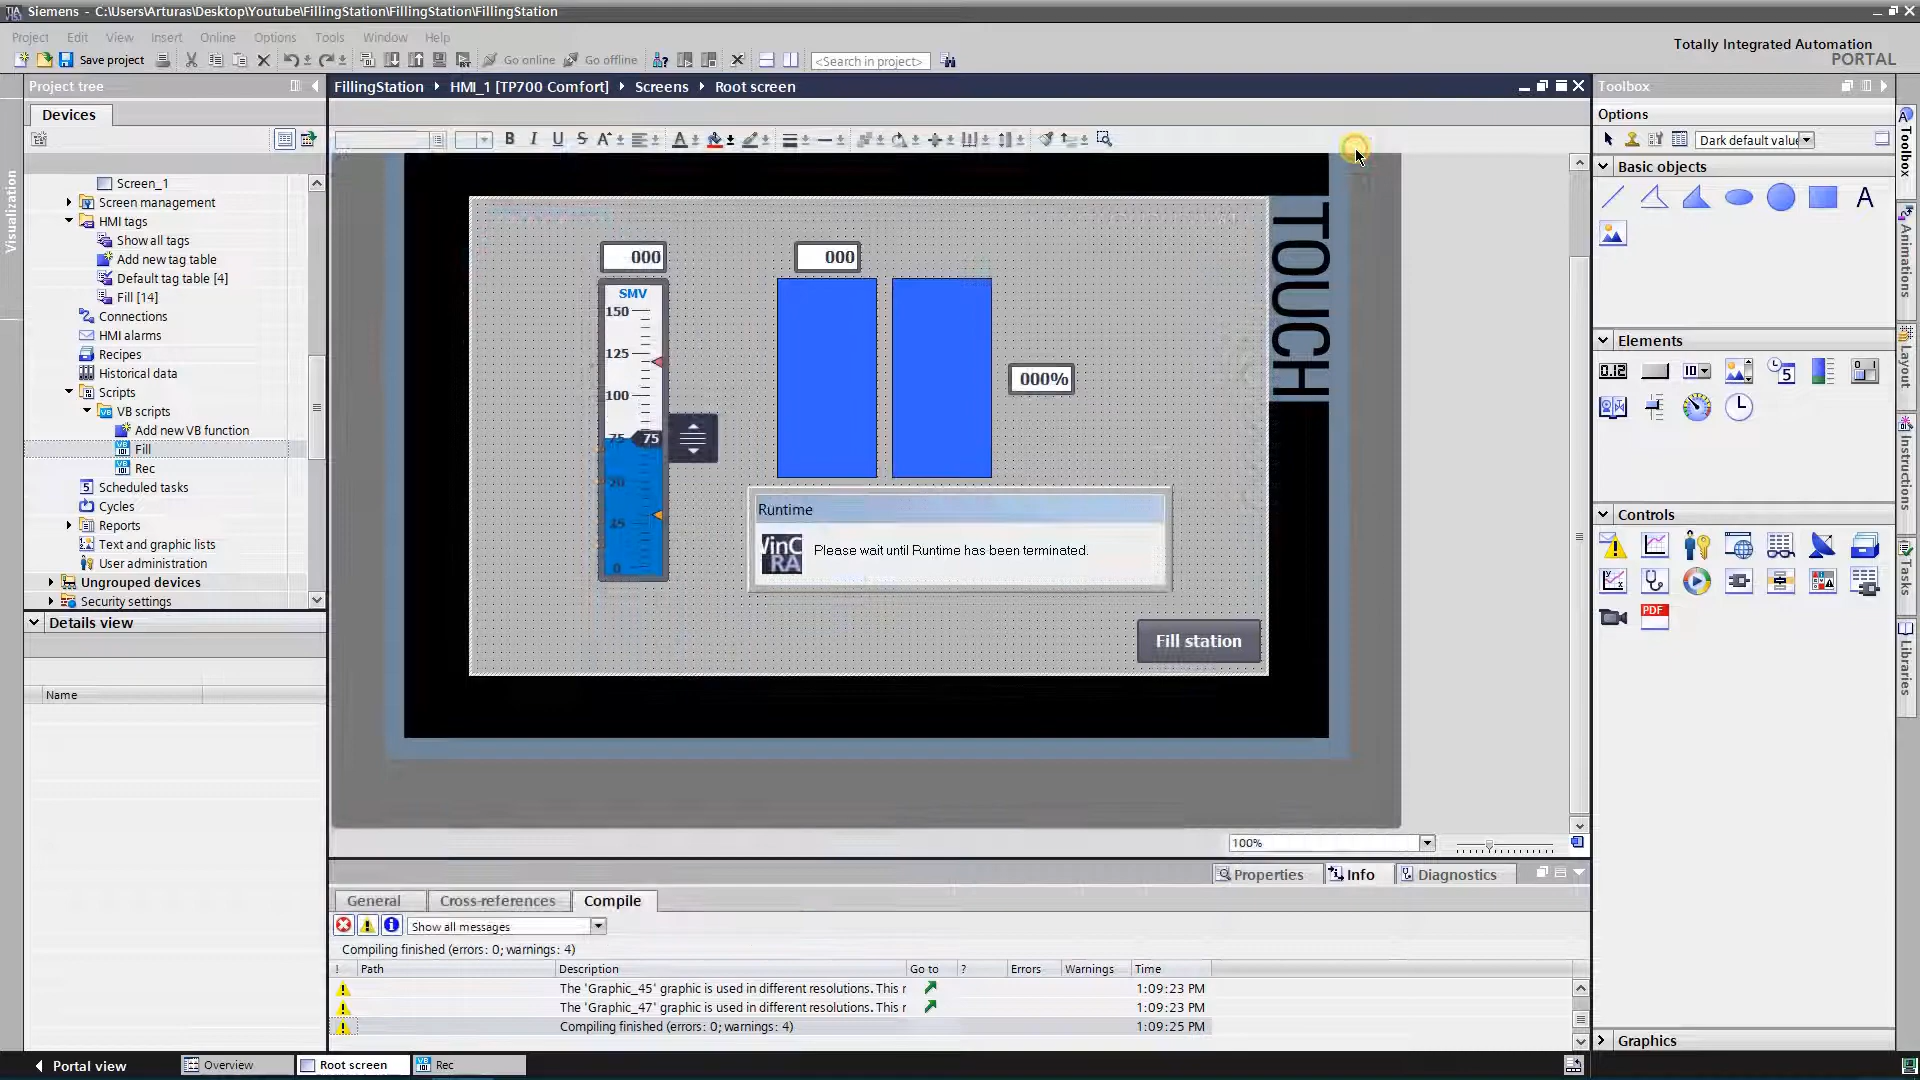 Siemens - C:\Users\Arturas\Desktop\Youtube\FillingStation\FillingStation\FillingStation
Project Edit View Insert Online Options Tools Window Help
Totally Integrated Automation
PORTAL
Save project
Go online
Go offline
<Search in project>
Project tree
FillingStation HMI_1 [TP700 Comfort] Screens Root screen
Toolbox
Devices
Options
Dark default value
Visualization
Screen_1
Screen management
HMI tags
Show all tags
Add new tag table
Default tag table [4]
Fill [14]
Connections
HMI alarms
Recipes
Historical data
Scripts
VB scripts
Add new VB function
Fill
Rec
Scheduled tasks
Cycles
Reports
Text and graphic lists
User administration
Ungrouped devices
Security settings
Details view
Name
000
000
SMV
150
125
100
75
75
0
000%
TOUCH
Runtime
Please wait until Runtime has been terminated.
Fill station
100%
Basic objects
Elements
0.12
10
5
Controls
PDF
Graphics
Toolbox
Animations
Layout
Instructions
Tasks
Libraries
Properties
Info
Diagnostics
General
Cross-references
Compile
Show all messages
Compiling finished (errors: 0; warnings: 4)
! Path Description Go to ? Errors Warnings Time
The 'Graphic_45' graphic is used in different resolutions. This r 1:09:23 PM
The 'Graphic_47' graphic is used in different resolutions. This r 1:09:23 PM
Compiling finished (errors: 0; warnings: 4) 1:09:25 PM
Portal view
Overview
Root screen
Rec